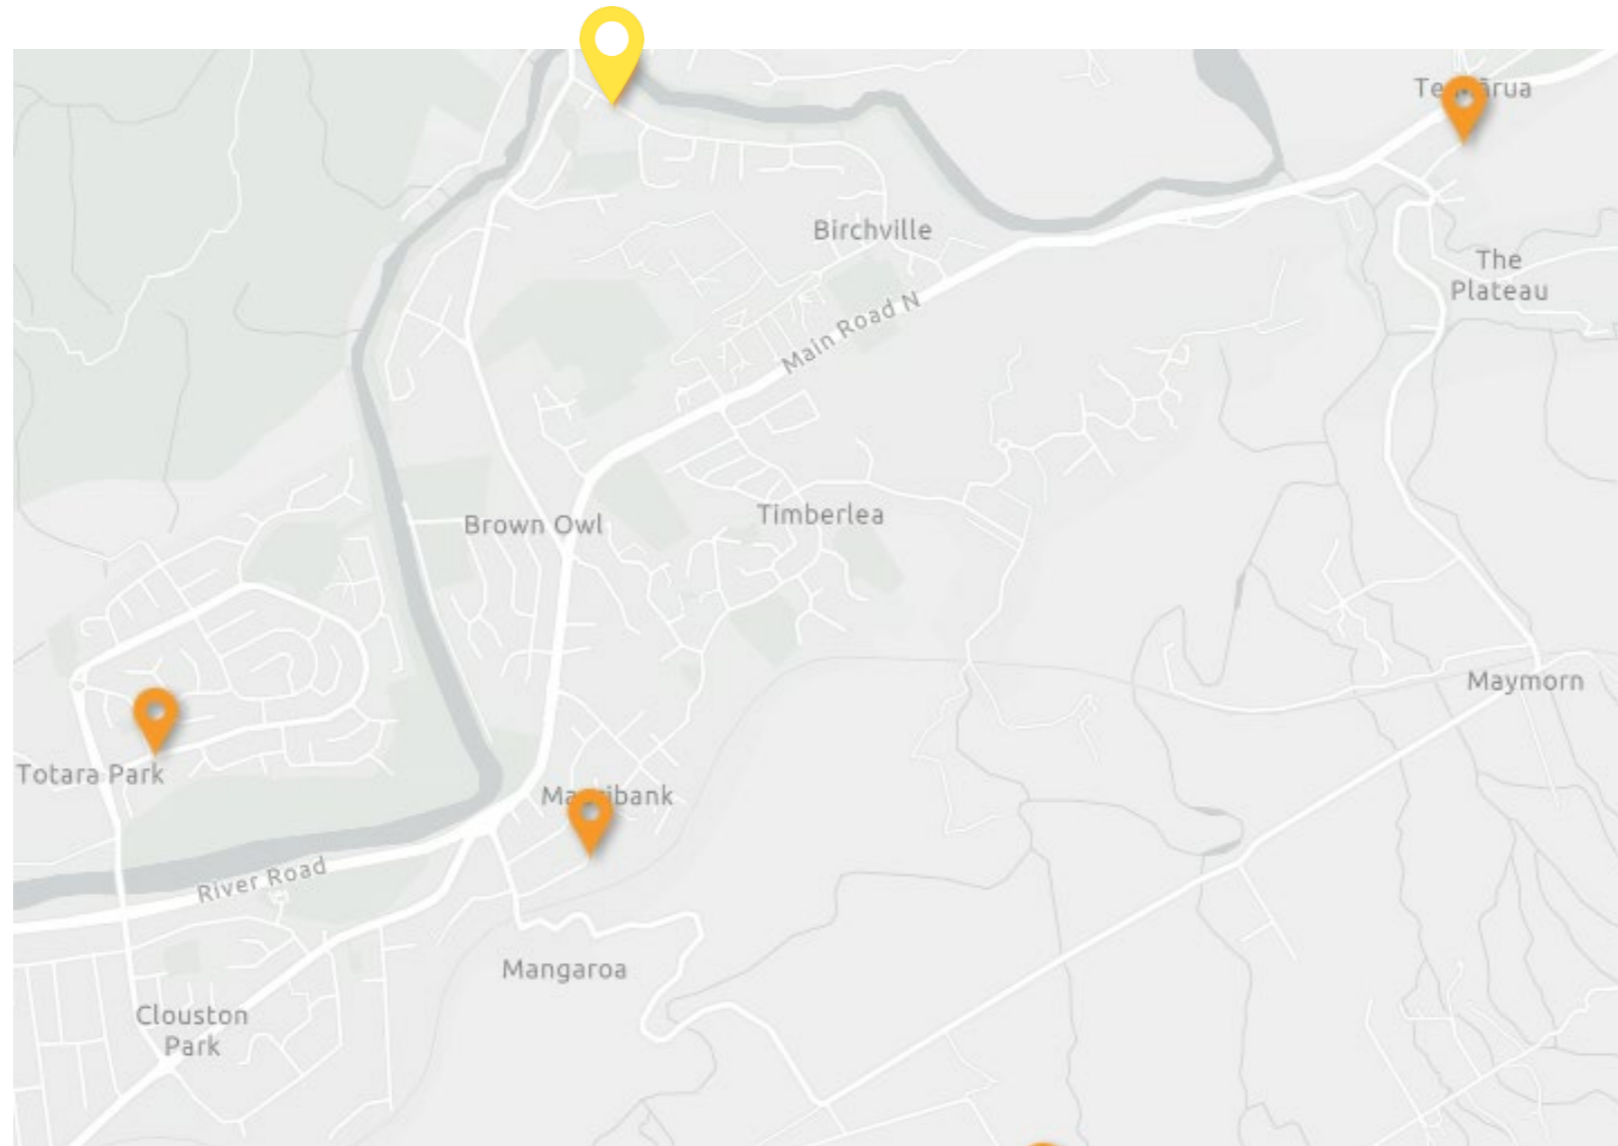 Birchville
The
Plateau
Main Road N
Timberlea
Brown Owl
Maymorn
Totara Park
River Road
Mangaroa
Clouston
Park